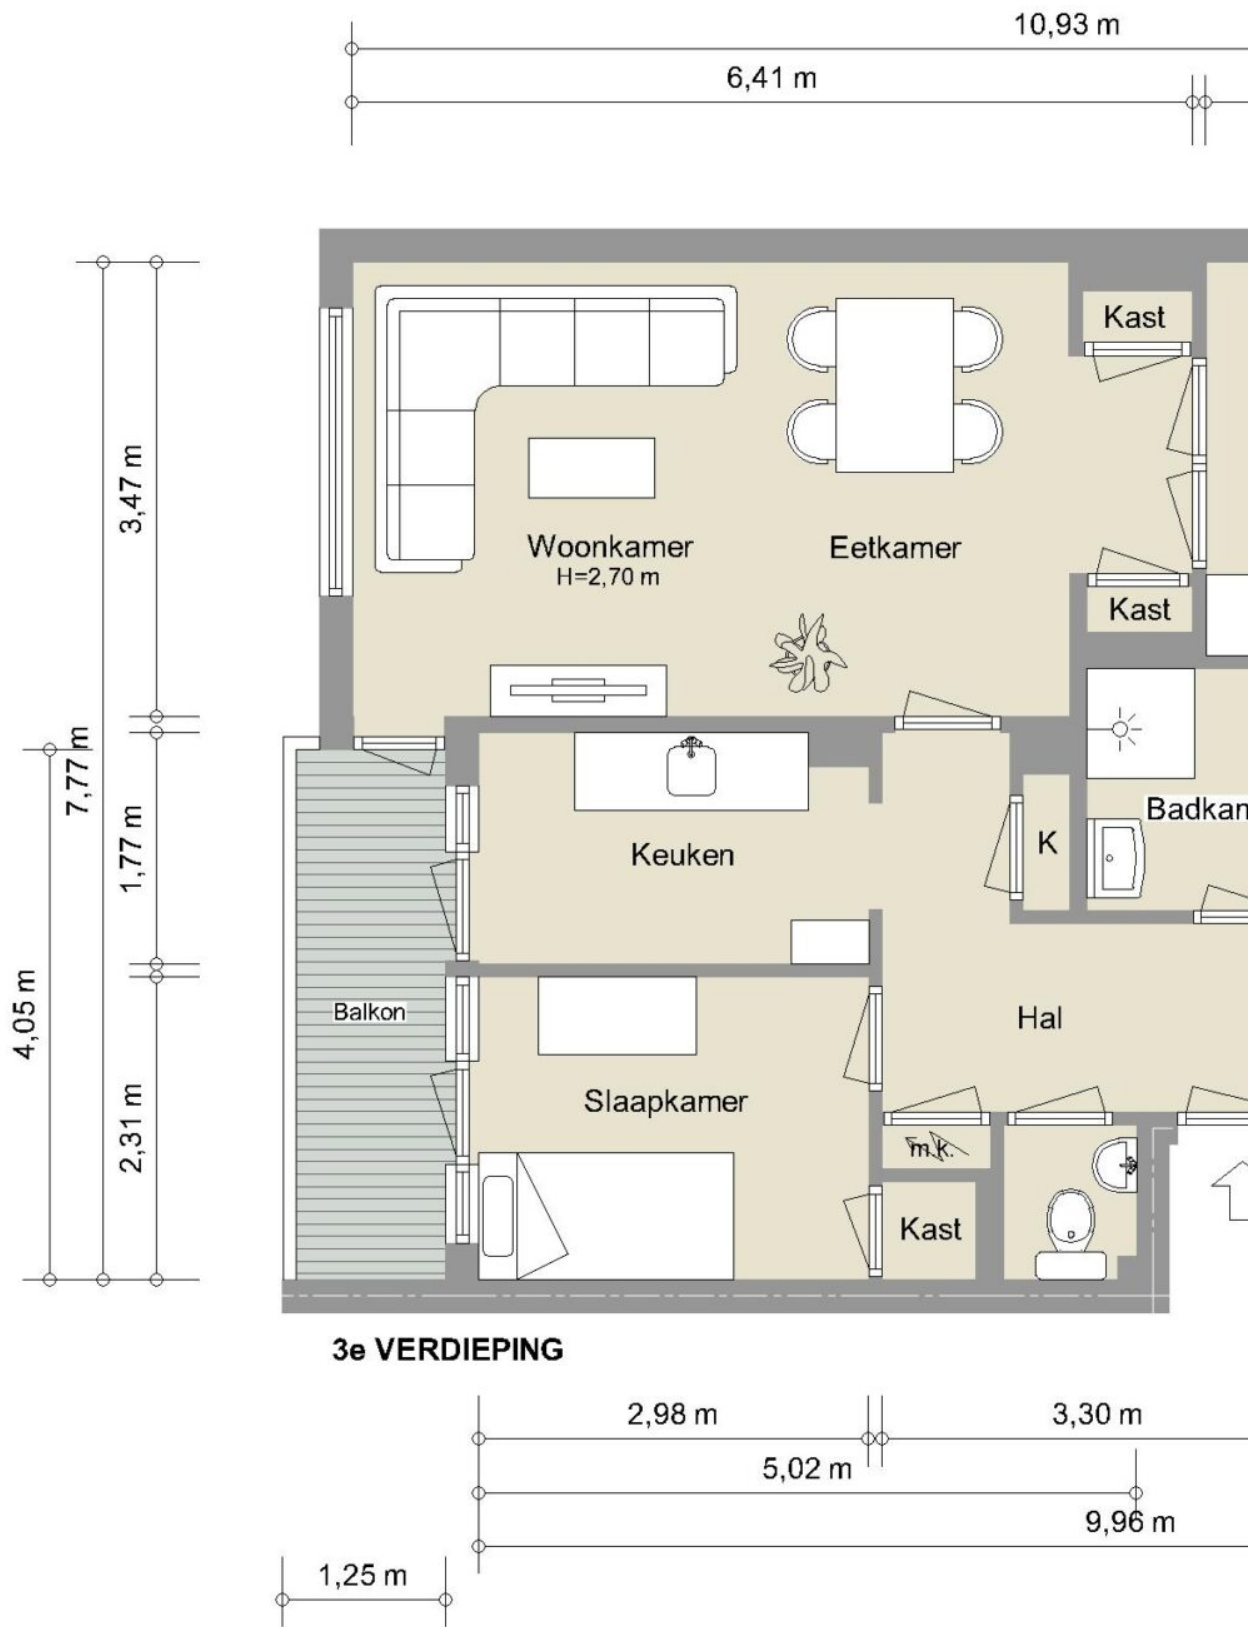 10,93 m
6,41 m
Kast
3,47 m
Woonkamer
H=2,70 m
Eetkamer
Kast
7,77 m
1,77 m
Keuken
K
Badkan
4,05 m
Balkon
Hal
2,31 m
Slaapkamer
m.k.
Kast
3e VERDIEPING
2,98 m
3,30 m
5,02 m
9,96 m
1,25 m